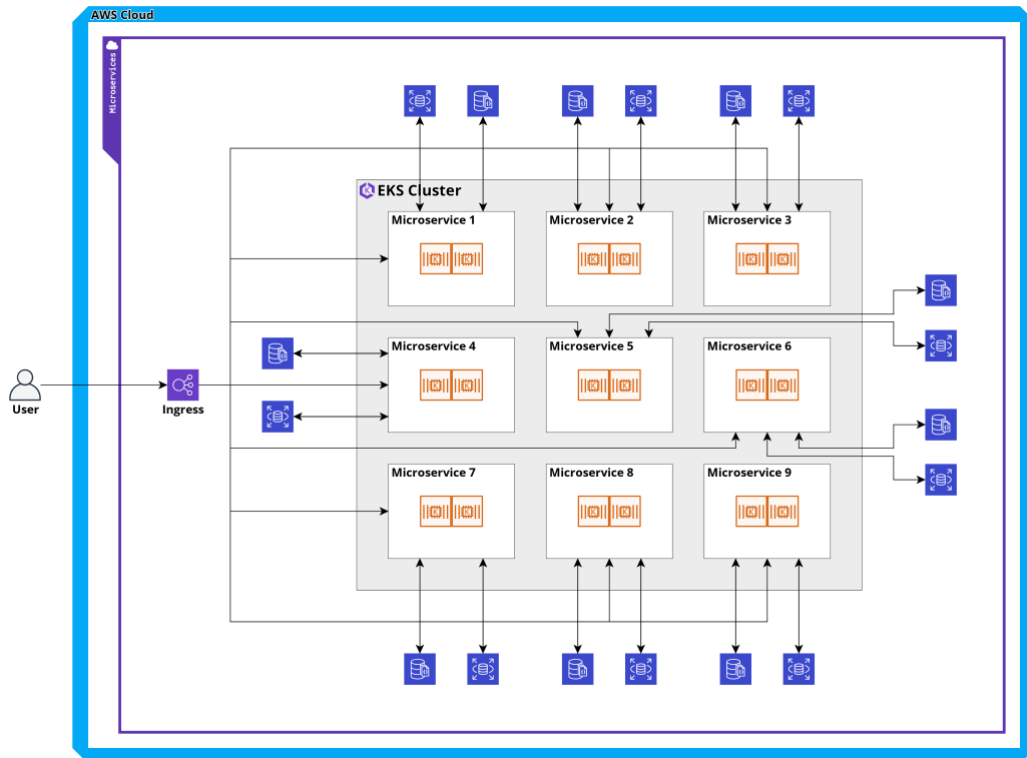 AWS Cloud
Microservices
EKS Cluster
Microservice 1
Microservice 2
Microservice 3
Microservice 4
Microservice 5
Microservice 6
User
Ingress
Microservice 7
Microservice 8
Microservice 9